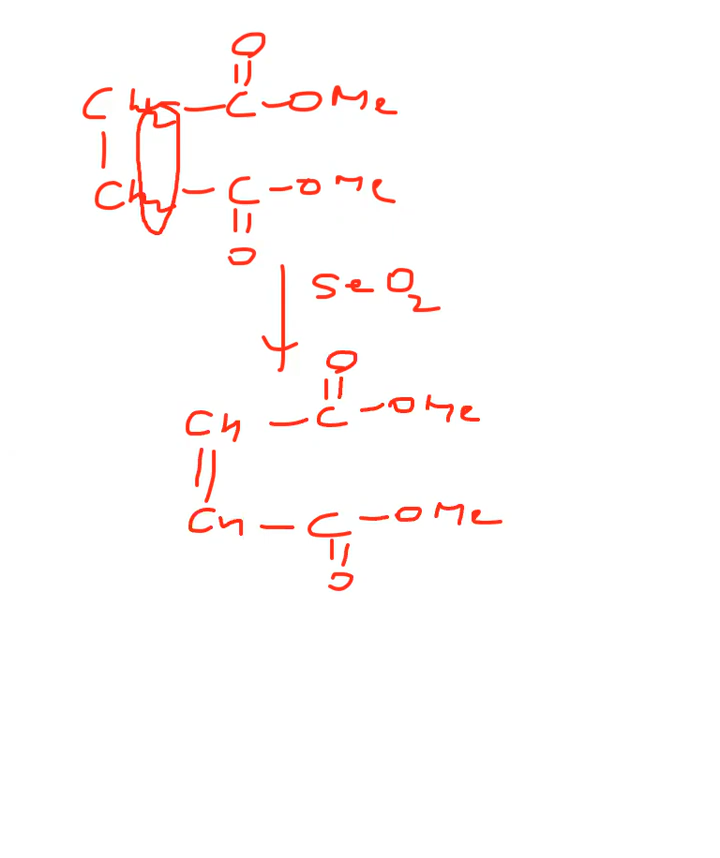 O
||
CH2 — C — OMe
|
CH2 — C — OMe
||
O
SeO2
O
||
CH — C — OMe
||
CH — C — OMe
||
O